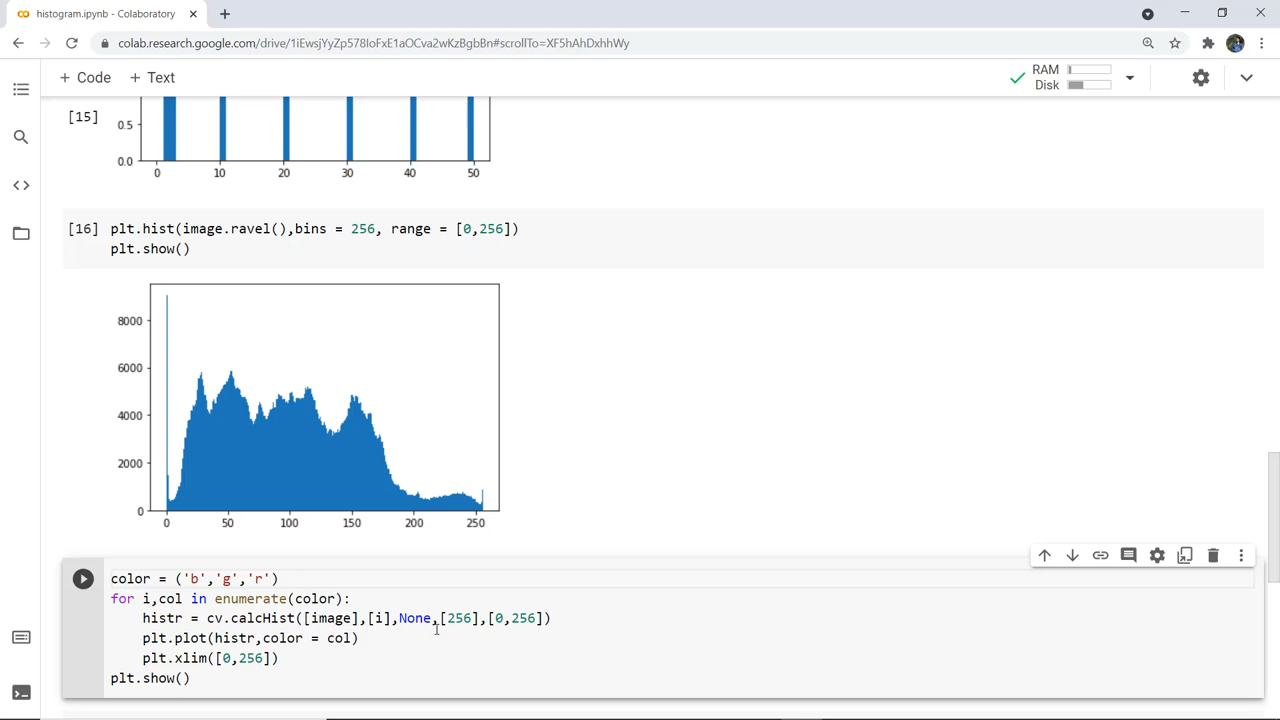 histogram.ipynb - Colaboratory
colab.research.google.com/drive/1iEwsjYyZp578IoFxE1aOCva2wKzBgbBn#scrollTo=XF5hAhDxhhWy
+ Code + Text
RAM
Disk
[15]
0.5
0.0
0 10 20 30 40 50
[16] plt.hist(image.ravel(),bins = 256, range = [0,256])
plt.show()
8000
6000
4000
2000
0
0 50 100 150 200 250
color = ('b','g','r')
for i,col in enumerate(color):
histr = cv.calcHist([image],[i],None,[256],[0,256])
plt.plot(histr,color = col)
plt.xlim([0,256])
plt.show()